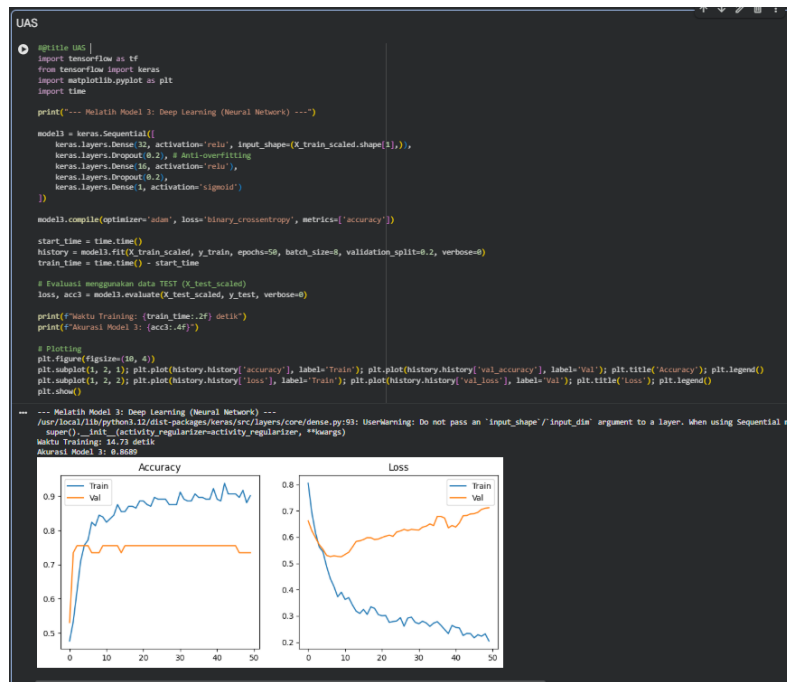 UAS
#@title UAS
import tensorflow as tf
from tensorflow import keras
import matplotlib.pyplot as plt
import time
print("--- Melatih Model 3: Deep Learning (Neural Network) ---")
model3 = keras.Sequential([
keras.layers.Dense(32, activation='relu', input_shape=(X_train_scaled.shape[1],)),
keras.layers.Dropout(0.2), # Anti-overfitting
keras.layers.Dense(16, activation='relu'),
keras.layers.Dropout(0.2),
keras.layers.Dense(1, activation='sigmoid')
])
model3.compile(optimizer='adam', loss='binary_crossentropy', metrics=['accuracy'])
start_time = time.time()
history = model3.fit(X_train_scaled, y_train, epochs=50, batch_size=8, validation_split=0.2, verbose=0)
train_time = time.time() - start_time
# Evaluasi menggunakan data TEST (X_test_scaled)
loss, acc3 = model3.evaluate(X_test_scaled, y_test, verbose=0)
print(f"Waktu Training: {train_time:.2f} detik")
print(f"Akurasi Model 3: {acc3:.4f}")
# Plotting
plt.figure(figsize=(10, 4))
plt.subplot(1, 2, 1); plt.plot(history.history['accuracy'], label='Train'); plt.plot(history.history['val_accuracy'], label='Val'); plt.title('Accuracy'); plt.legend()
plt.subplot(1, 2, 2); plt.plot(history.history['loss'], label='Train'); plt.plot(history.history['val_loss'], label='Val'); plt.title('Loss'); plt.legend()
plt.show()
--- Melatih Model 3: Deep Learning (Neural Network) ---
/usr/local/lib/python3.12/dist-packages/keras/src/layers/core/dense.py:93: UserWarning: Do not pass an `input_shape`/`input_dim` argument to a layer. When using Sequential m
super().__init__(activity_regularizer=activity_regularizer, **kwargs)
Waktu Training: 14.73 detik
Akurasi Model 3: 0.8689
Accuracy
Train
Val
0.9
0.8
0.7
0.6
0.5
0 10 20 30 40 50
Loss
Train
Val
0.8
0.7
0.6
0.5
0.4
0.3
0.2
0 10 20 30 40 50